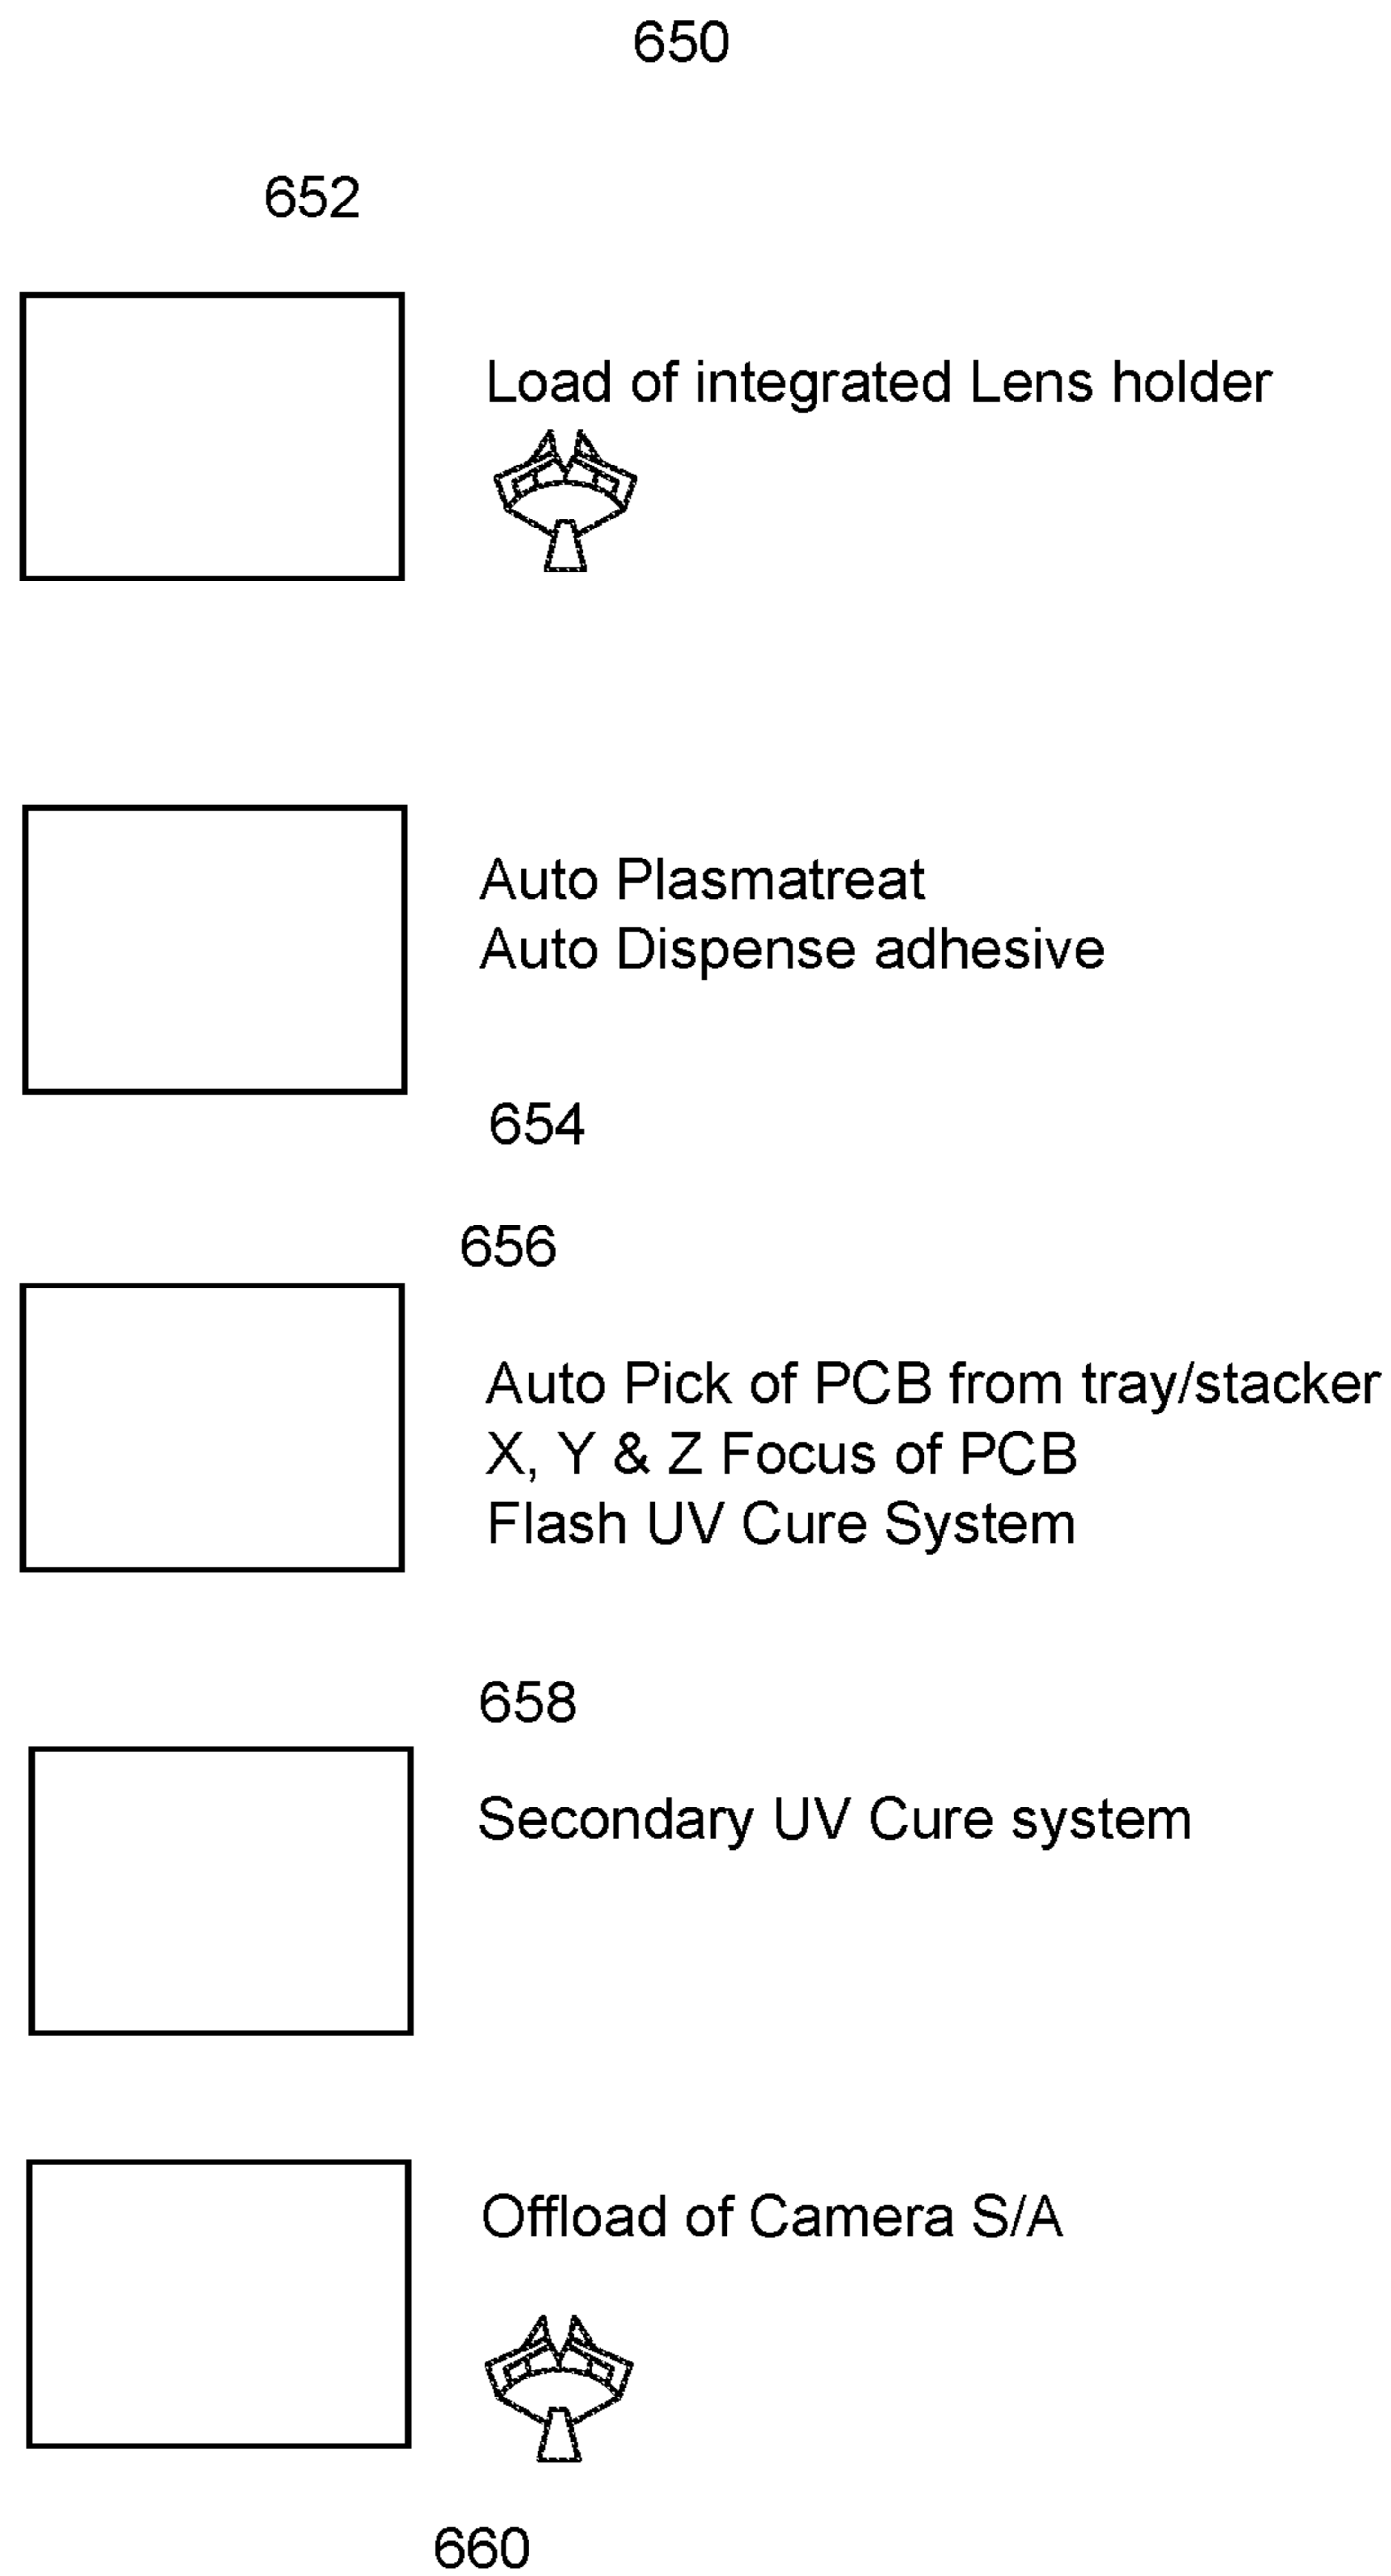 650
652
Load of integrated Lens holder
Auto Plasmatreat
Auto Dispense adhesive
654
656
Auto Pick of PCB from tray/stacker
X, Y & Z Focus of PCB
Flash UV Cure System
658
Secondary UV Cure system
Offload of Camera S/A
660